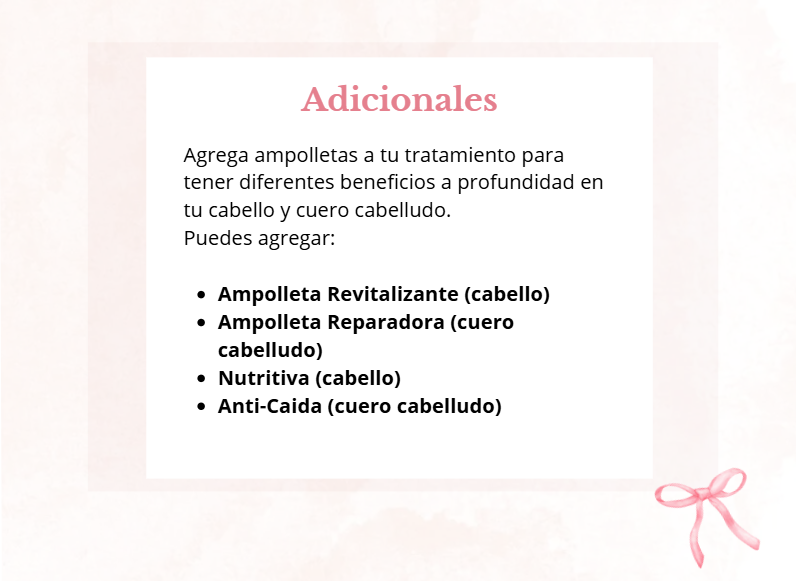 Adicionales
Agrega ampolletas a tu tratamiento para
tener diferentes beneficios a profundidad en
tu cabello y cuero cabelludo.
Puedes agregar:
• Ampolleta Revitalizante (cabello)
• Ampolleta Reparadora (cuero
cabelludo)
• Nutritiva (cabello)
• Anti-Caida (cuero cabelludo)